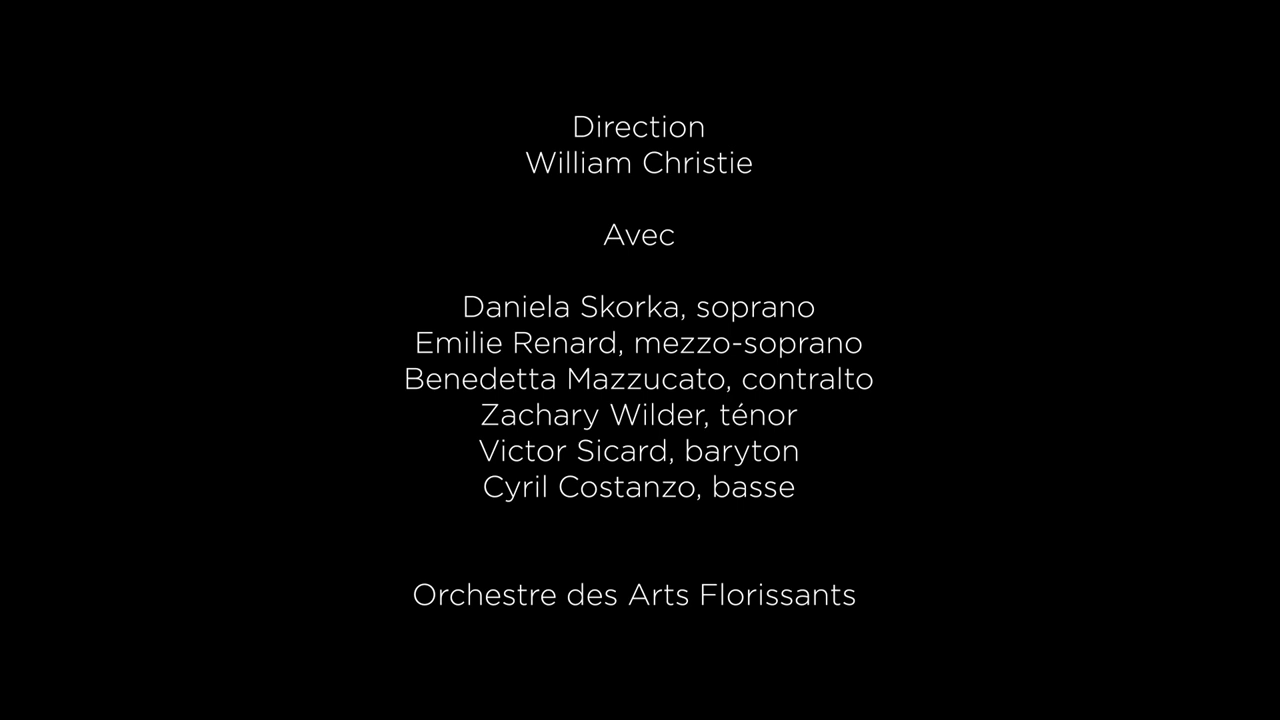 Direction
William Christie
Avec
Daniela Skorka, soprano
Emilie Renard, mezzo-soprano
Benedetta Mazzucato, contralto
Zachary Wilder, ténor
Victor Sicard, baryton
Cyril Costanzo, basse
Orchestre des Arts Florissants